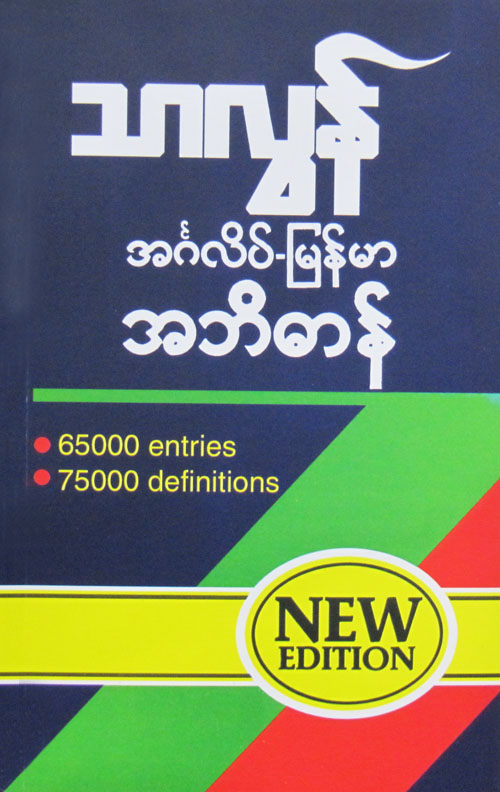 သာလွန်
အင်္ဂလိပ်-မြန်မာ
အဘိဓာန်
65000 entries
75000 definitions
NEW
EDITION